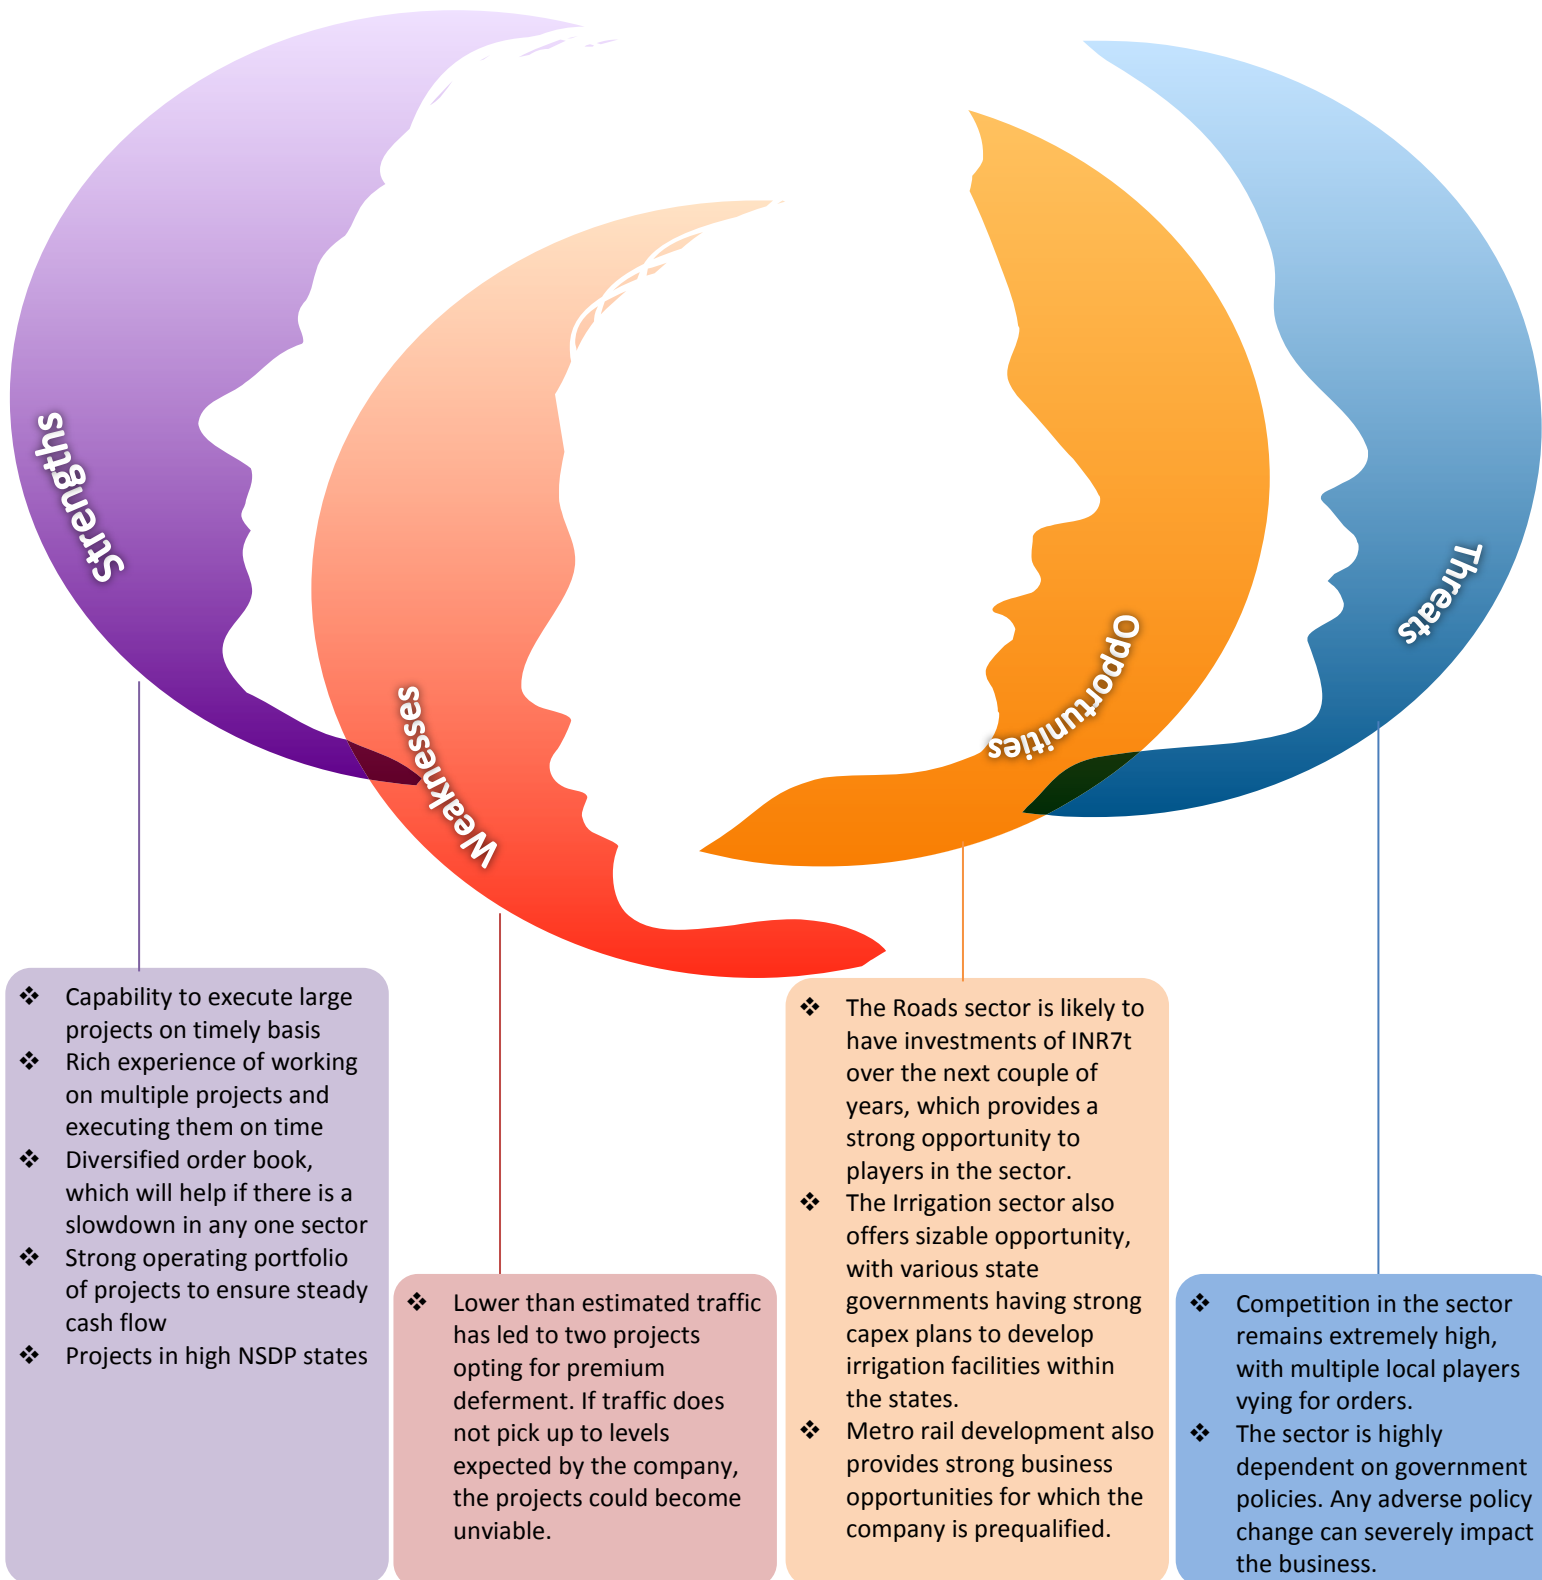 Strengths
Weaknesses
Opportunities
Threats
❖ Capability to execute large
projects on timely basis
❖ Rich experience of working
on multiple projects and
executing them on time
❖ Diversified order book,
which will help if there is a
slowdown in any one sector
❖ Strong operating portfolio
of projects to ensure steady
cash flow
❖ Projects in high NSDP states
❖ Lower than estimated traffic
has led to two projects
opting for premium
deferment. If traffic does
not pick up to levels
expected by the company,
the projects could become
unviable.
❖ The Roads sector is likely to
have investments of INR7t
over the next couple of
years, which provides a
strong opportunity to
players in the sector.
❖ The Irrigation sector also
offers sizable opportunity,
with various state
governments having strong
capex plans to develop
irrigation facilities within
the states.
❖ Metro rail development also
provides strong business
opportunities for which the
company is prequalified.
❖ Competition in the sector
remains extremely high,
with multiple local players
vying for orders.
❖ The sector is highly
dependent on government
policies. Any adverse policy
change can severely impact
the business.